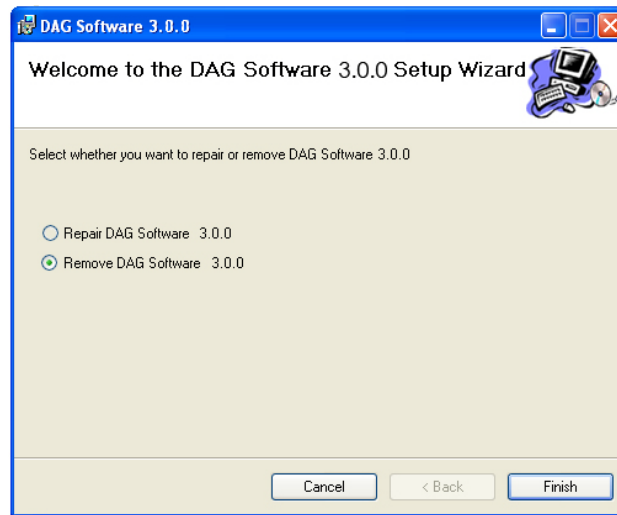 DAG Software 3.0.0
Welcome to the DAG Software 3.0.0 Setup Wizard
Select whether you want to repair or remove DAG Software 3.0.0
Repair DAG Software 3.0.0
Remove DAG Software 3.0.0
Cancel
< Back
Finish